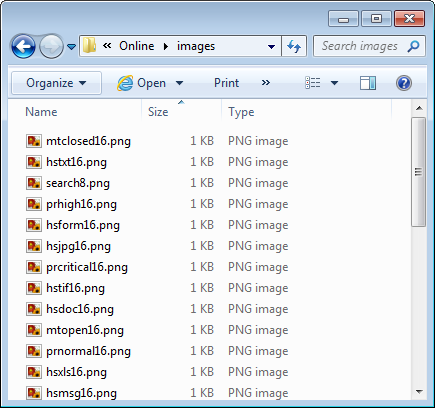 « Online images Search images
Organize Open Print »
Name Size Type
mtclosed16.png 1 KB PNG image
hstxt16.png 1 KB PNG image
search8.png 1 KB PNG image
prhigh16.png 1 KB PNG image
hsform16.png 1 KB PNG image
hsjpg16.png 1 KB PNG image
prcritical16.png 1 KB PNG image
hstif16.png 1 KB PNG image
hsdoc16.png 1 KB PNG image
mtopen16.png 1 KB PNG image
prnormal16.png 1 KB PNG image
hsxls16.png 1 KB PNG image
hsmsg16.png 1 KB PNG image